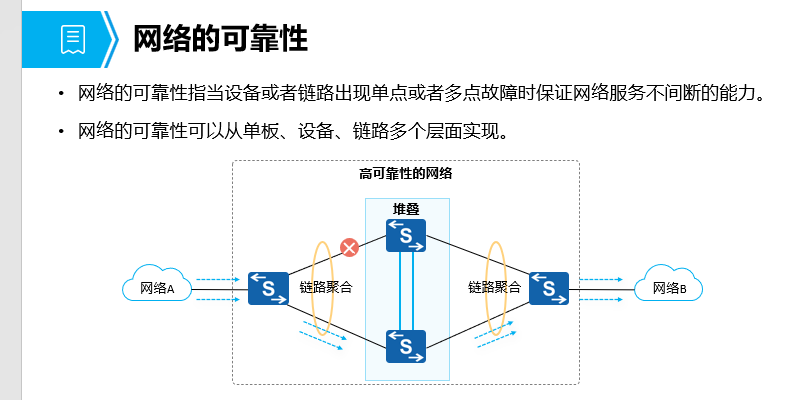 网络的可靠性
• 网络的可靠性指当设备或者链路出现单点或者多点故障时保证网络服务不间断的能力。
• 网络的可靠性可以从单板、设备、链路多个层面实现。
高可靠性的网络
堆叠
S
网络A
S
链路聚合
链路聚合
S
网络B
S